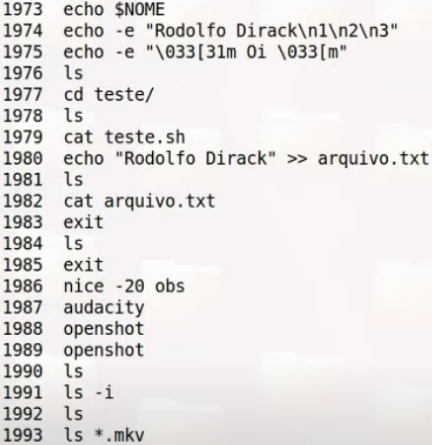 1973 echo $NOME
1974 echo -e "Rodolfo Dirack\n1\n2\n3"
1975 echo -e "\033[31m Oi \033[m"
1976 ls
1977 cd teste/
1978 ls
1979 cat teste.sh
1980 echo "Rodolfo Dirack" >> arquivo.txt
1981 ls
1982 cat arquivo.txt
1983 exit
1984 ls
1985 exit
1986 nice -20 obs
1987 audacity
1988 openshot
1989 openshot
1990 ls
1991 ls -i
1992 ls
1993 ls *.mkv